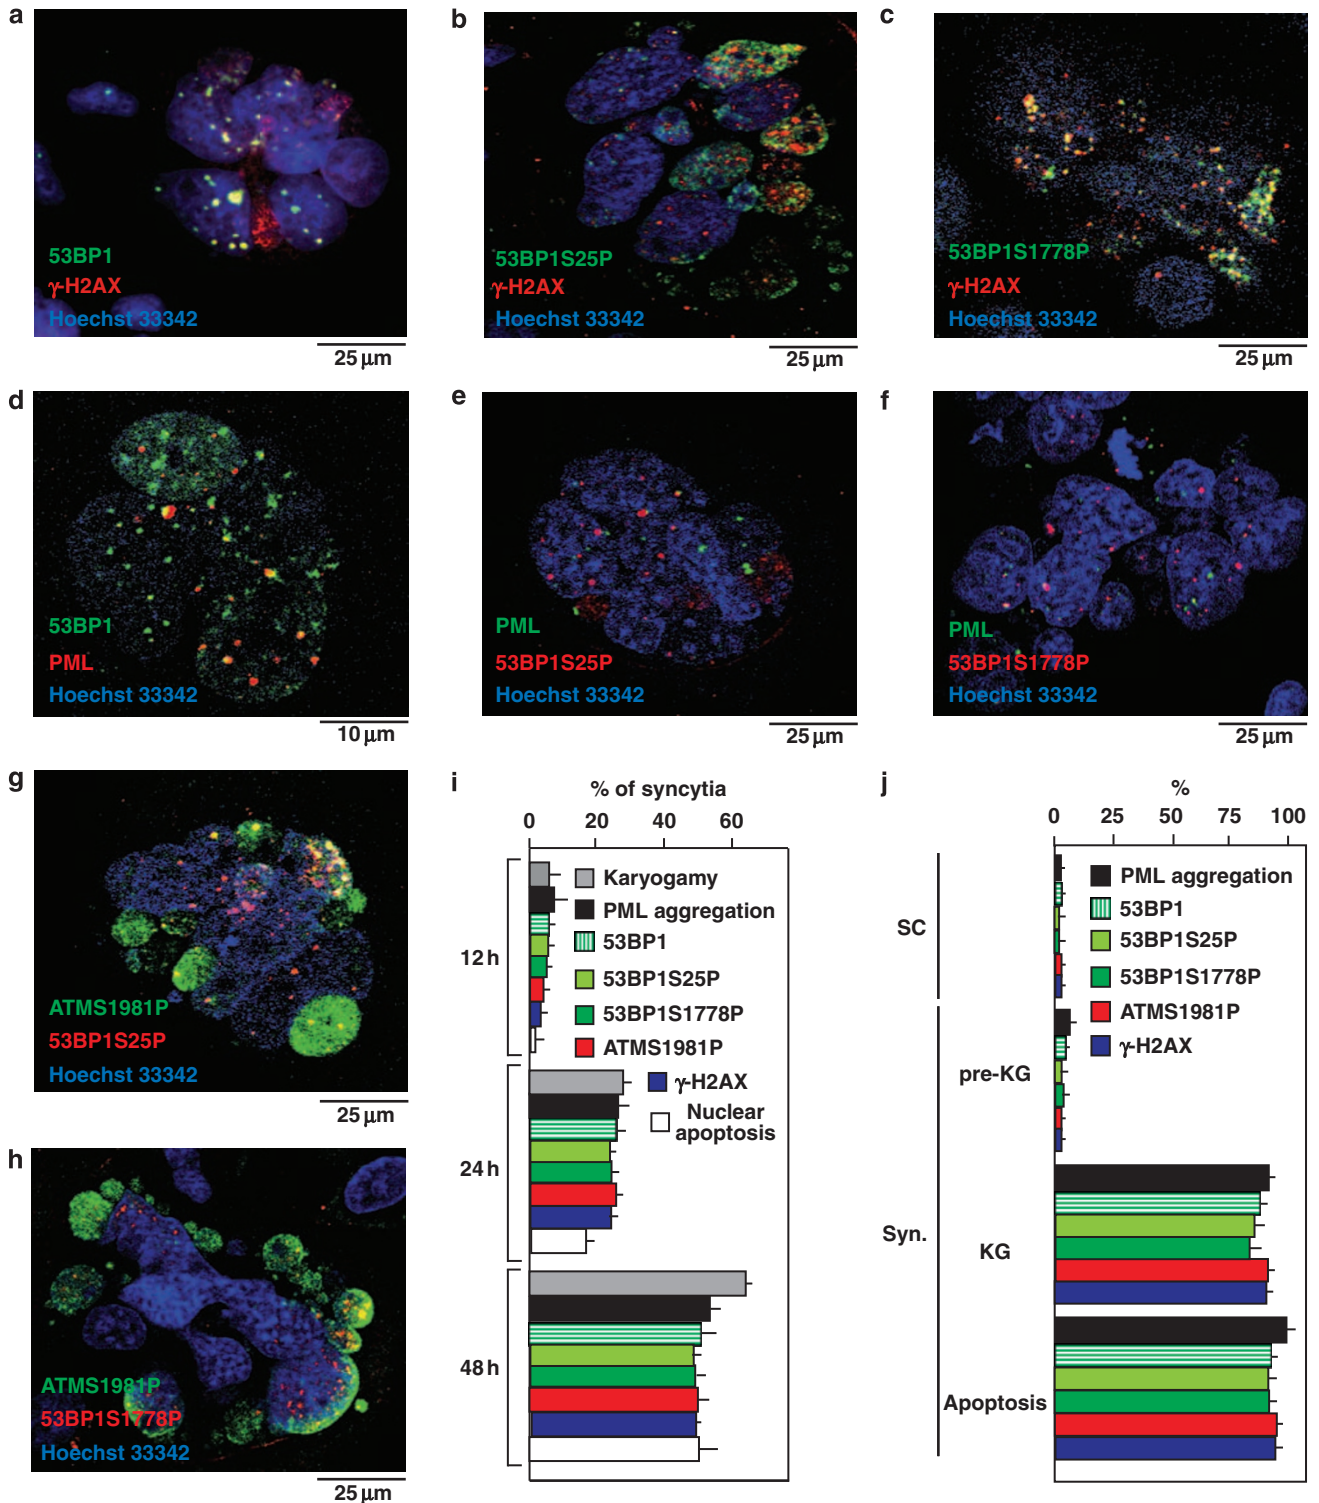 a
53BP1
γ-H2AX
Hoechst 33342
25 µm
b
53BP1S25P
γ-H2AX
Hoechst 33342
25 µm
c
53BP1S1778P
γ-H2AX
Hoechst 33342
25 µm
d
53BP1
PML
Hoechst 33342
10 µm
e
PML
53BP1S25P
Hoechst 33342
25 µm
f
PML
53BP1S1778P
Hoechst 33342
25 µm
g
ATMS1981P
53BP1S25P
Hoechst 33342
25 µm
h
ATMS1981P
53BP1S1778P
Hoechst 33342
25 µm
i
% of syncytia
0 20 40 60
Karyogamy
PML aggregation
53BP1
53BP1S25P
53BP1S1778P
ATMS1981P
γ-H2AX
Nuclear
apoptosis
12 h
24 h
48 h
j
%
0 25 50 75 100
PML aggregation
53BP1
53BP1S25P
53BP1S1778P
ATMS1981P
γ-H2AX
SC
pre-KG
Syn.
KG
Apoptosis